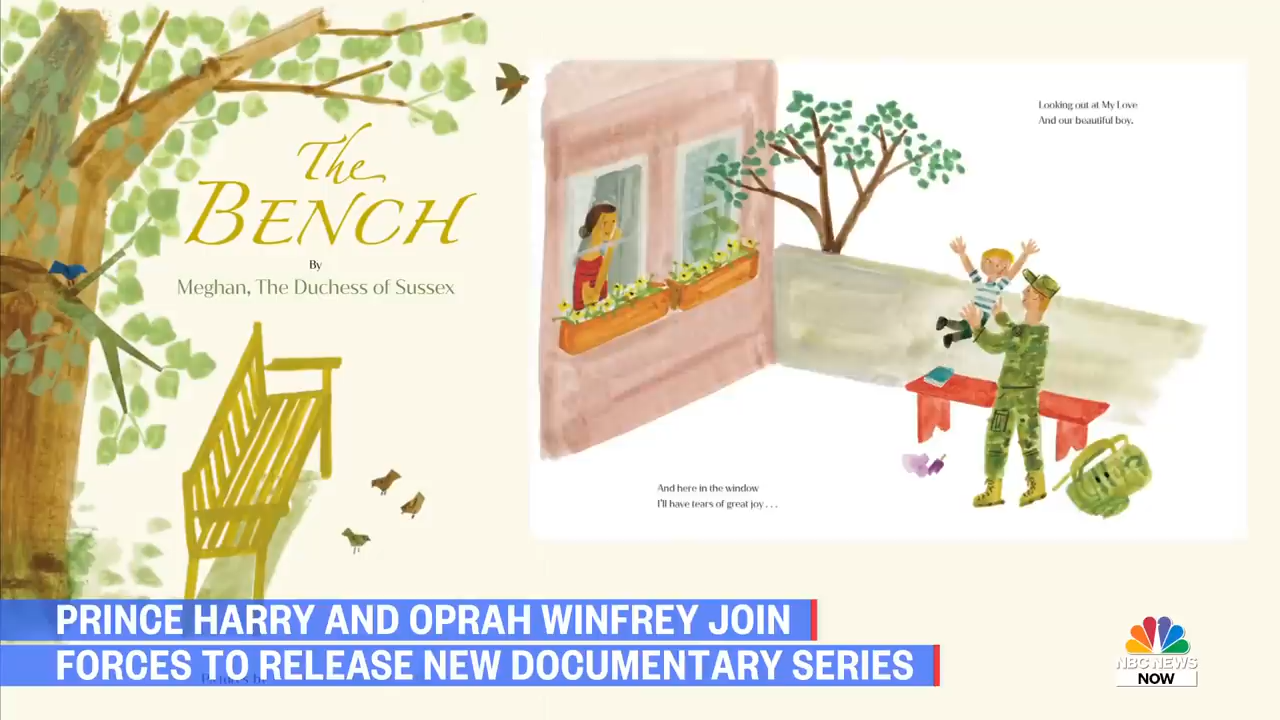 The
BENCH
By
Meghan, The Duchess of Sussex
Looking out at My Love
And our beautiful boy.
And here in the window
I'll have tears of great joy . . .
PRINCE HARRY AND OPRAH WINFREY JOIN
FORCES TO RELEASE NEW DOCUMENTARY SERIES
NBC NEWS
NOW